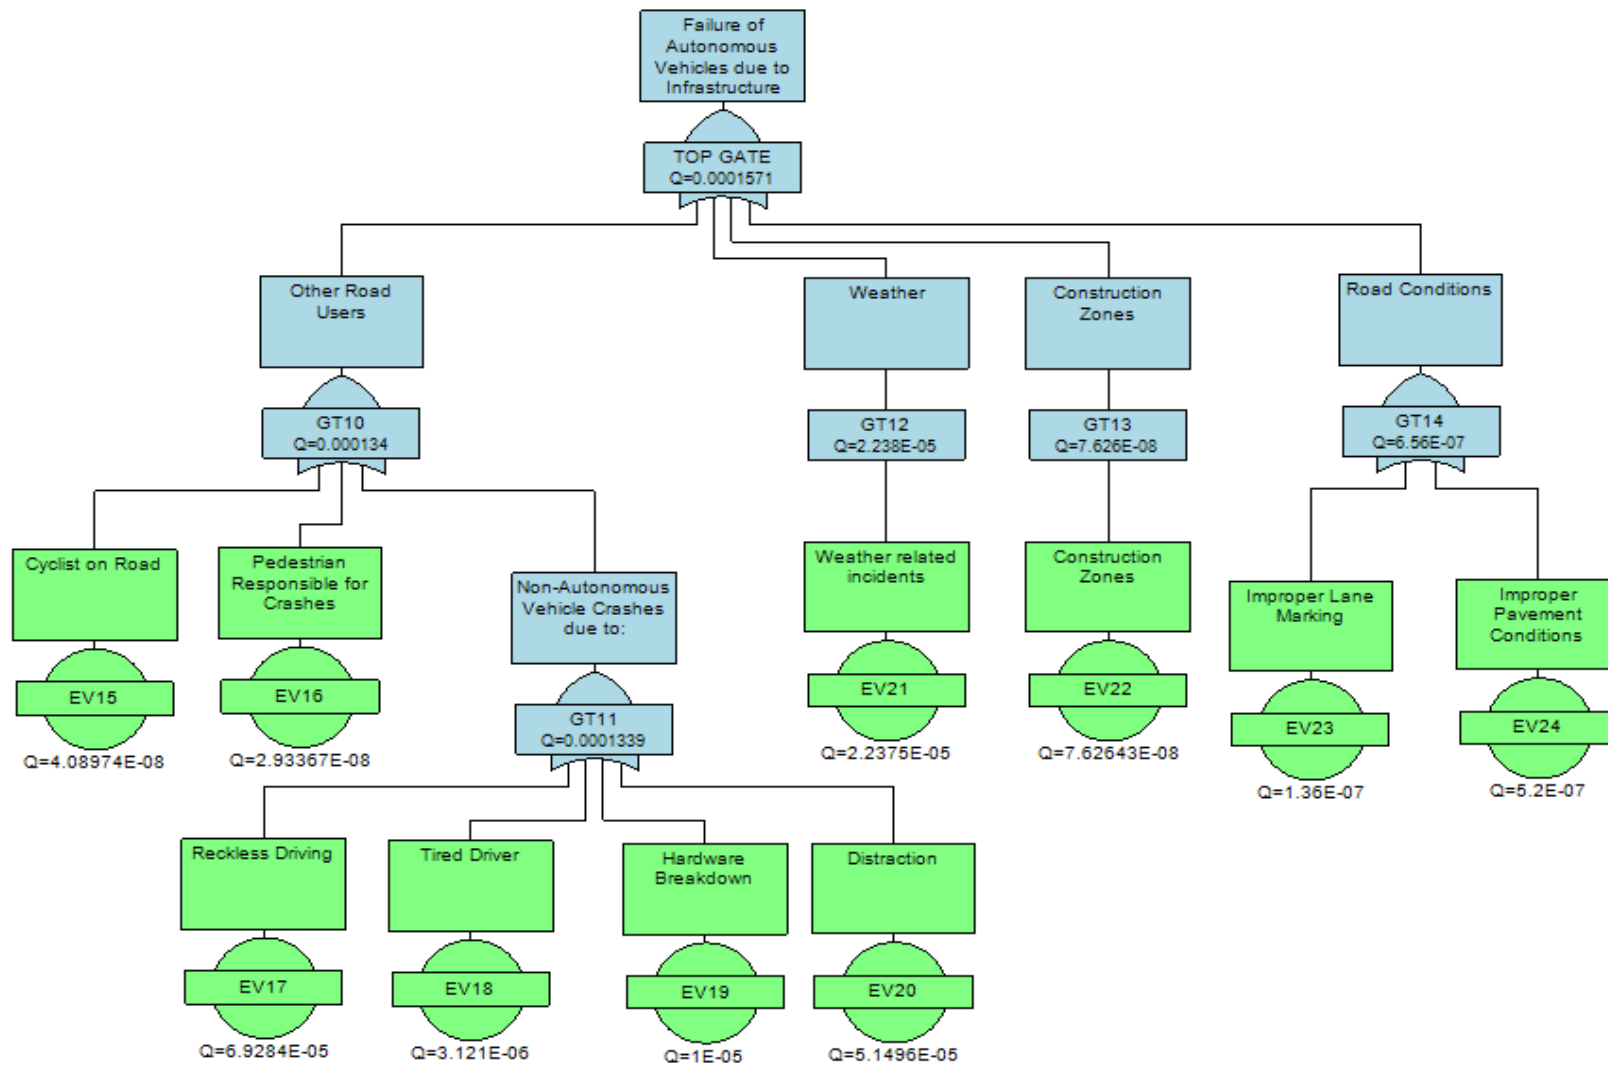 Failure of
Autonomous
Vehicles due to
Infrastructure
TOP GATE
Q=0.0001571
Other Road
Users
Weather
Construction
Zones
Road Conditions
GT10
Q=0.000134
GT12
Q=2.238E-05
GT13
Q=7.626E-08
GT14
Q=6.56E-07
Cyclist on Road
Pedestrian
Responsible for
Crashes
Non-Autonomous
Vehicle Crashes
due to:
Weather related
incidents
Construction
Zones
Improper Lane
Marking
Improper
Pavement
Conditions
EV15
Q=4.08974E-08
EV16
Q=2.93367E-08
GT11
Q=0.0001339
EV21
Q=2.2375E-05
EV22
Q=7.62643E-08
EV23
Q=1.36E-07
EV24
Q=5.2E-07
Reckless Driving
Tired Driver
Hardware
Breakdown
Distraction
EV17
Q=6.9284E-05
EV18
Q=3.121E-06
EV19
Q=1E-05
EV20
Q=5.1496E-05